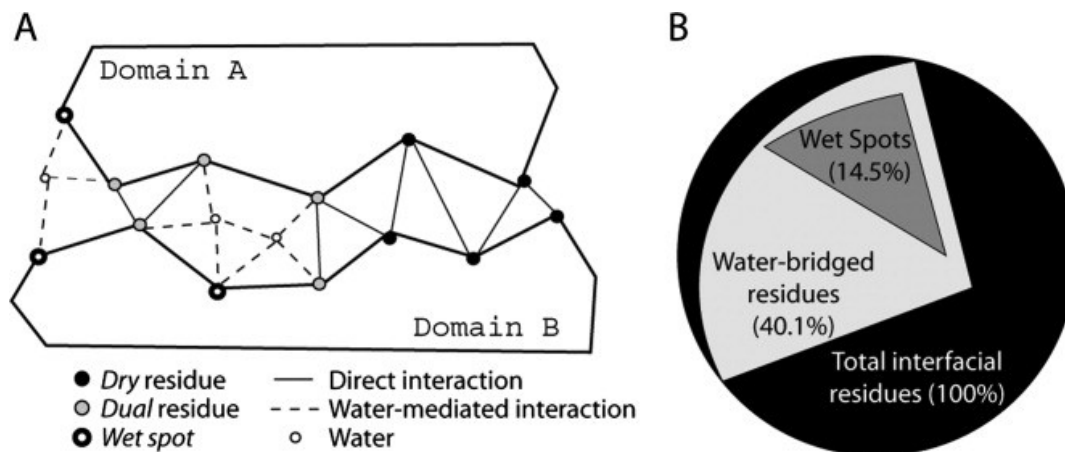 A
Domain A
Domain B
Dry residue
Direct interaction
Dual residue
Water-mediated interaction
Wet spot
Water
B
Wet Spots
(14.5%)
Water-bridged
residues
(40.1%)
Total interfacial
residues (100%)